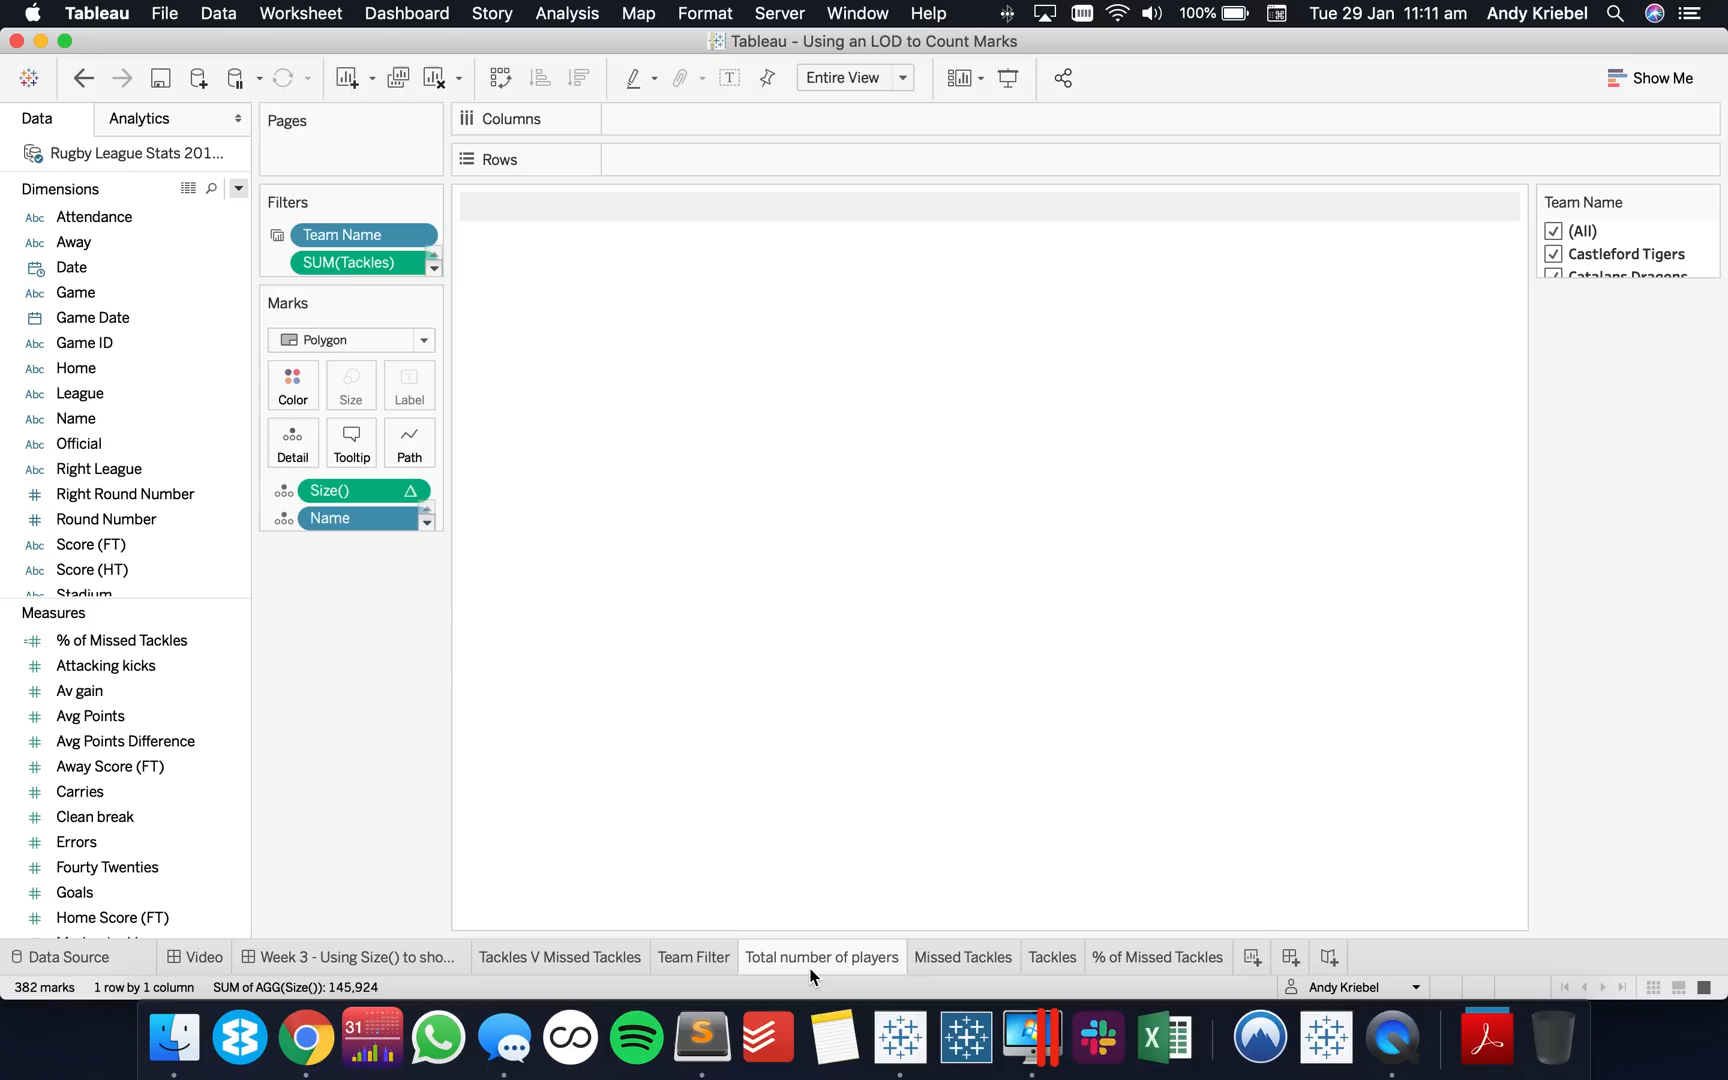 Tableau File Data Worksheet Dashboard Story Analysis Map Format Server Window Help 100% Tue 29 Jan 11:11 am Andy Kriebel
Tableau - Using an LOD to Count Marks
Entire View Show Me
Data Analytics
Rugby League Stats 201...
Dimensions
Abc Attendance
Abc Away
Date
Abc Game
Game Date
Abc Game ID
Abc Home
Abc League
Abc Name
Abc Official
Abc Right League
Right Round Number
Round Number
Abc Score (FT)
Abc Score (HT)
Abc Stadium
Measures
% of Missed Tackles
Attacking kicks
Av gain
Avg Points
Avg Points Difference
Away Score (FT)
Carries
Clean break
Errors
Fourty Twenties
Goals
Home Score (FT)
Pages
Filters
Team Name
SUM(Tackles)
Marks
Polygon
Color Size Label
Detail Tooltip Path
Size()
Name
Columns
Rows
Team Name
(All)
Castleford Tigers
Catalans Dragons
Data Source Video Week 3 - Using Size() to sho... Tackles V Missed Tackles Team Filter Total number of players Missed Tackles Tackles % of Missed Tackles
382 marks 1 row by 1 column SUM of AGG(Size()): 145,924 Andy Kriebel
31